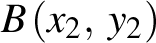 B(x₂, y₂)